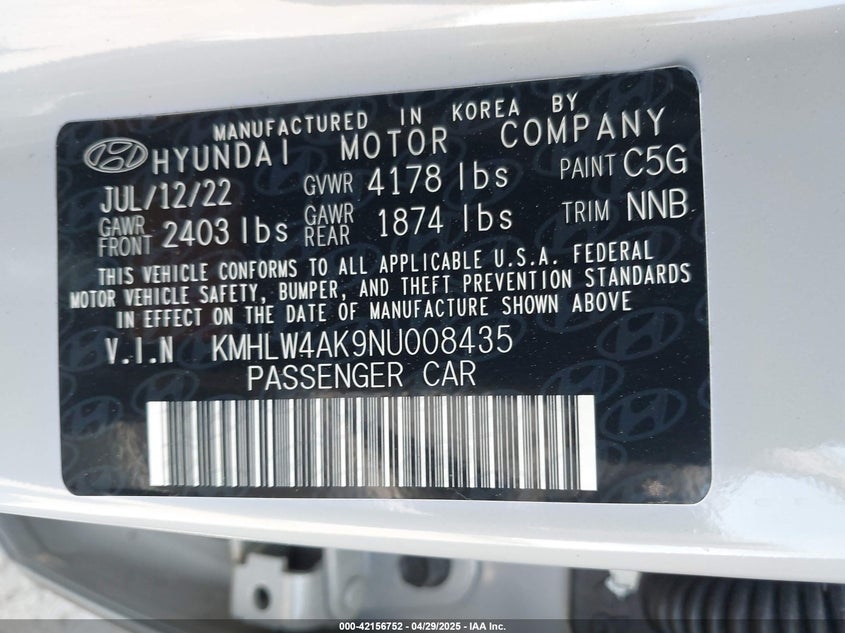 MANUFACTURED IN KOREA BY
HYUNDAI MOTOR COMPANY
JUL/12/22 GVWR 4178 lbs PAINT C5G
GAWR FRONT 2403 lbs GAWR REAR 1874 lbs TRIM NNB
THIS VEHICLE CONFORMS TO ALL APPLICABLE U.S.A. FEDERAL
MOTOR VEHICLE SAFETY, BUMPER, AND THEFT PREVENTION STANDARDS
IN EFFECT ON THE DATE OF MANUFACTURE SHOWN ABOVE
V.I.N KMHLW4AK9NU008435
PASSENGER CAR
000-42156752 - 04/29/2025 - IAA Inc.